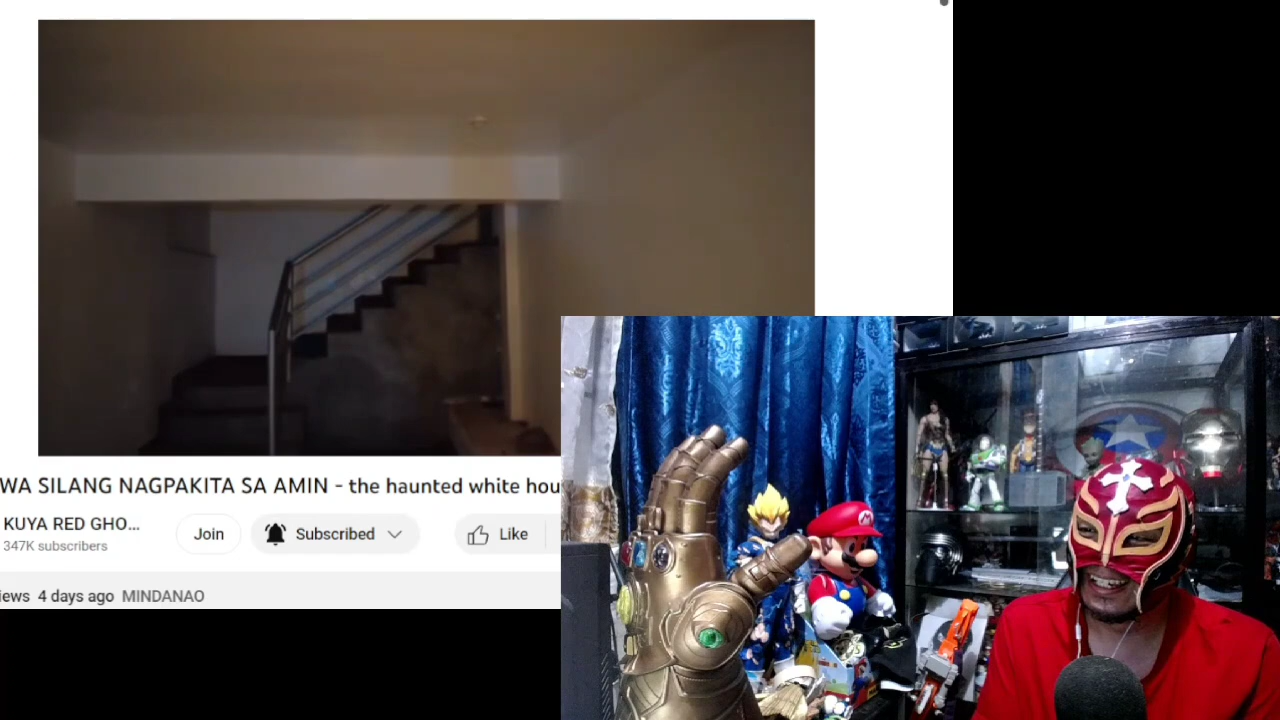 WA SILANG NAGPAKITA SA AMIN - the haunted white hou
KUYA RED GHO...
347K subscribers
Join
Subscribed
Like
iews 4 days ago MINDANAO